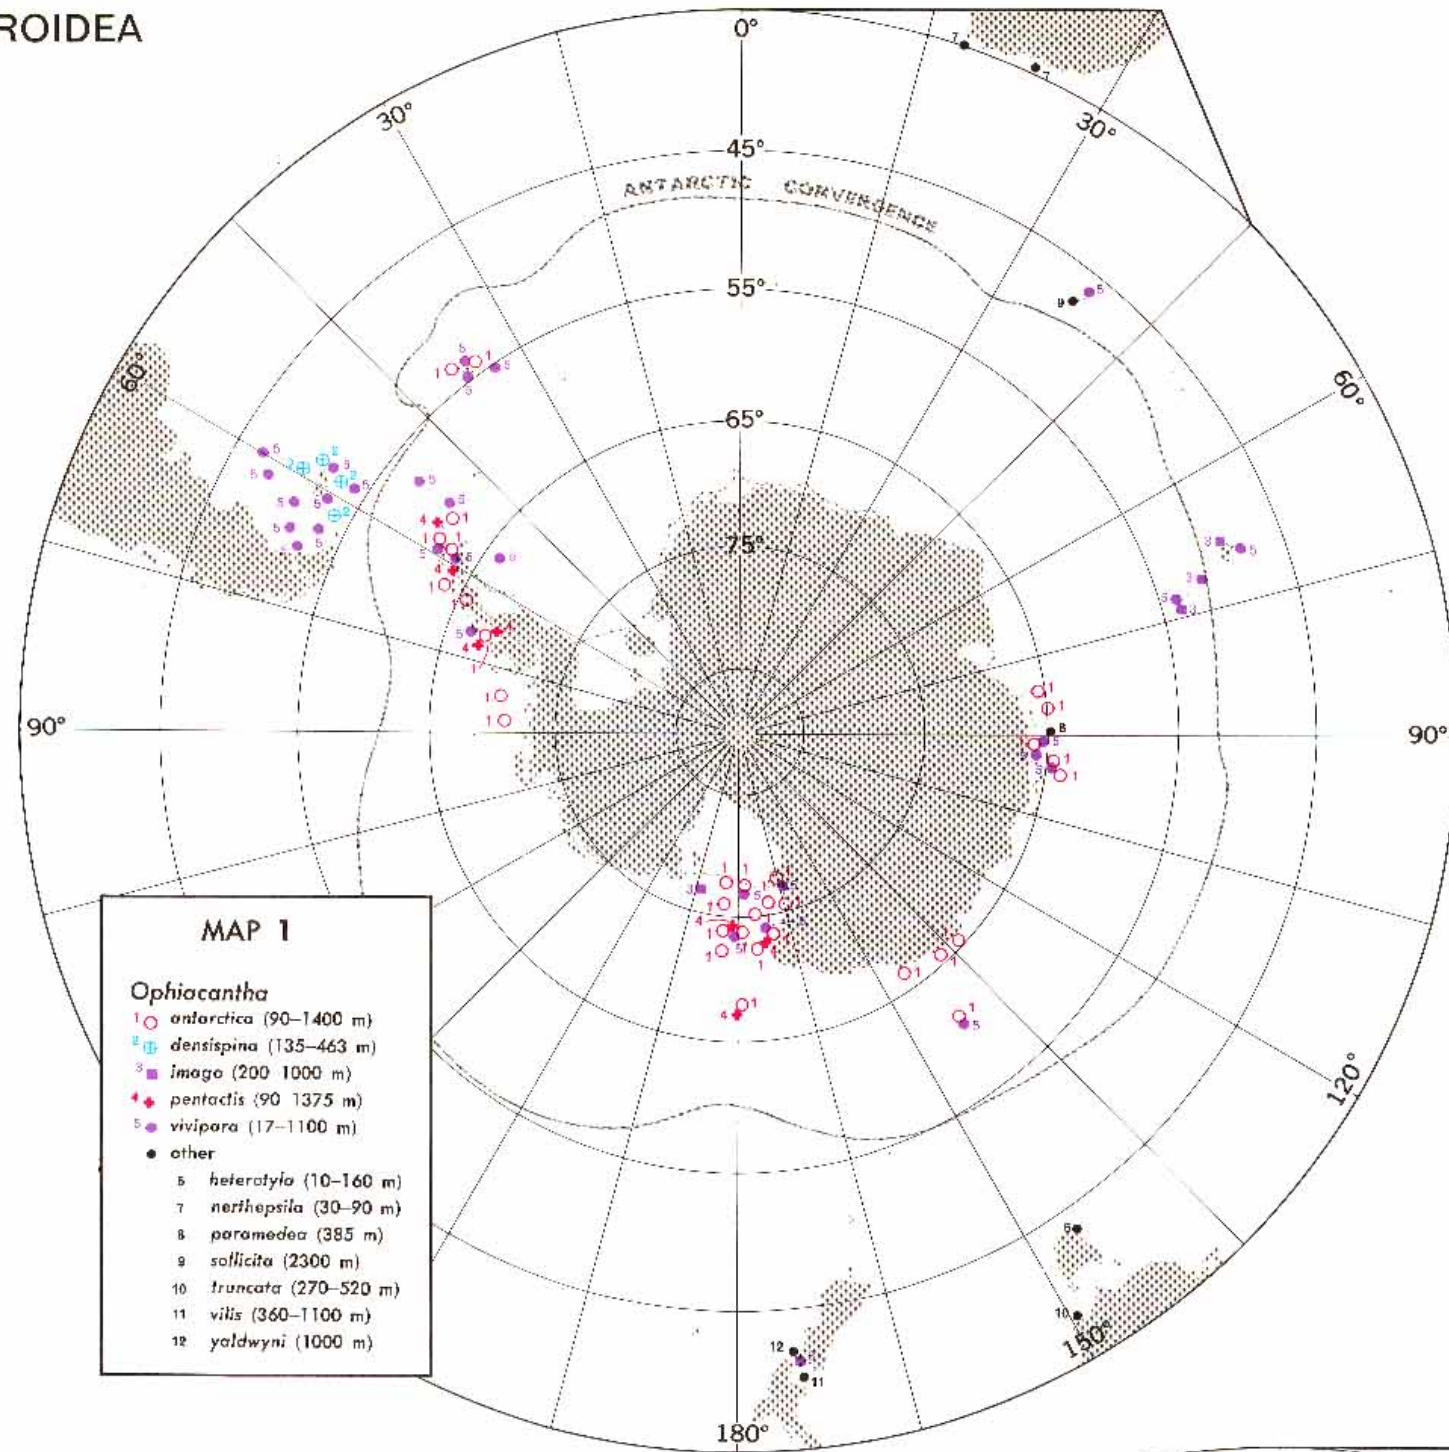 ROIDEA
0°
30°
30°
45°
ANTARCTIC CONVERGENCE
55°
60°
60°
65°
75°
90°
90°
120°
150°
180°
MAP 1
Ophiacantha
1 antarctica (90–1400 m)
2 densispina (135–463 m)
3 imago (200 1000 m)
4 pentactis (90 1375 m)
5 vivipara (17–1100 m)
other
6 heterotyla (10–160 m)
7 nerthepsila (30–90 m)
8 paramedea (385 m)
9 sollicita (2300 m)
10 truncata (270–520 m)
11 vilis (360–1100 m)
12 yaldwyni (1000 m)